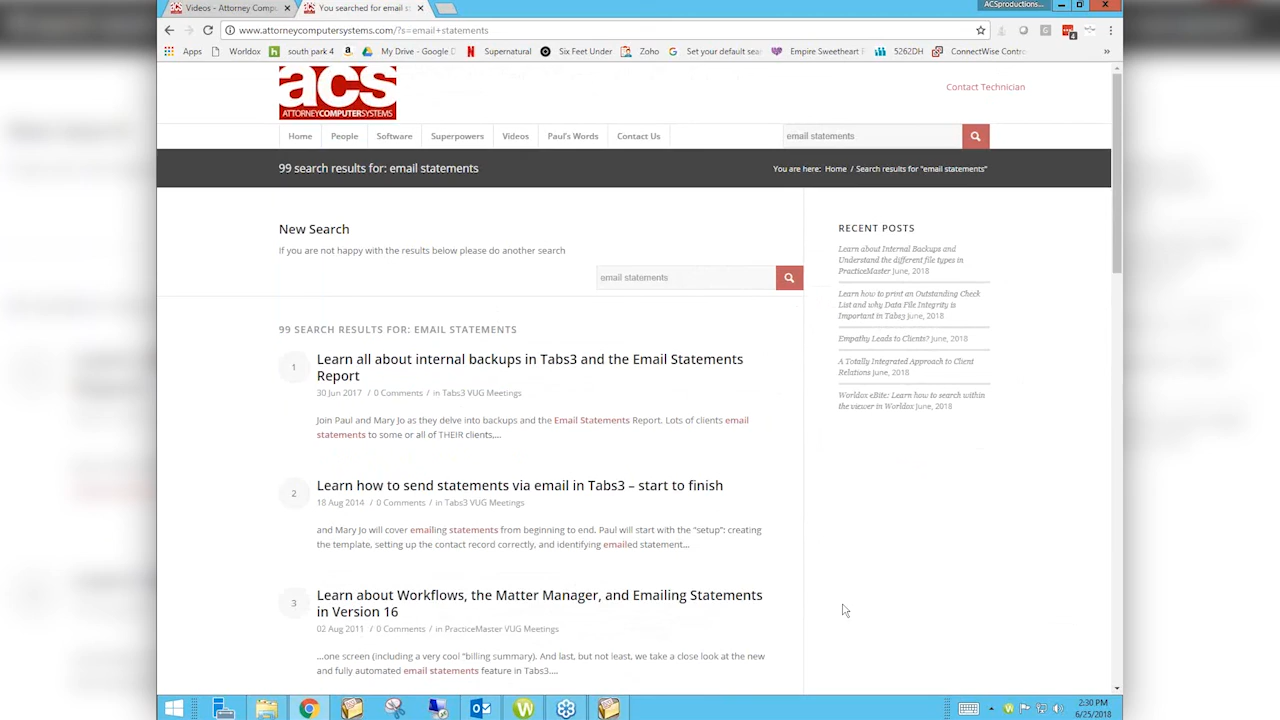 Videos - Attorney Compu
You searched for email s
ACSproductions...
www.attorneycomputersystems.com/?s=email+statements
Apps
Worldox
south park 4
My Drive - Google D
Supernatural
Six Feet Under
Zoho
Set your default sea
Empire Sweetheart
5262DH
ConnectWise Contro
»
acs
ATTORNEYCOMPUTERSYSTEMS
Contact Technician
Home
People
Software
Superpowers
Videos
Paul's Words
Contact Us
email statements
99 search results for: email statements
You are here: Home / Search results for "email statements"
New Search
If you are not happy with the results below please do another search
email statements
99 SEARCH RESULTS FOR: EMAIL STATEMENTS
1
Learn all about internal backups in Tabs3 and the Email Statements
Report
30 Jun 2017 / 0 Comments / in Tabs3 VUG Meetings
Join Paul and Mary Jo as they delve into backups and the Email Statements Report. Lots of clients email
statements to some or all of THEIR clients,...
2
Learn how to send statements via email in Tabs3 – start to finish
18 Aug 2014 / 0 Comments / in Tabs3 VUG Meetings
and Mary Jo will cover emailing statements from beginning to end. Paul will start with the "setup": creating
the template, setting up the contact record correctly, and identifying emailed statement...
3
Learn about Workflows, the Matter Manager, and Emailing Statements
in Version 16
02 Aug 2011 / 0 Comments / in PracticeMaster VUG Meetings
...one screen (including a very cool "billing summary). And last, but not least, we take a close look at the new
and fully automated email statements feature in Tabs3....
RECENT POSTS
Learn about Internal Backups and
Understand the different file types in
PracticeMaster June, 2018
Learn how to print an Outstanding Check
List and why Data File Integrity is
Important in Tabs3 June, 2018
Empathy Leads to Clients? June, 2018
A Totally Integrated Approach to Client
Relations June, 2018
Worldox eBite: Learn how to search within
the viewer in Worldox June, 2018
2:30 PM
6/25/2018